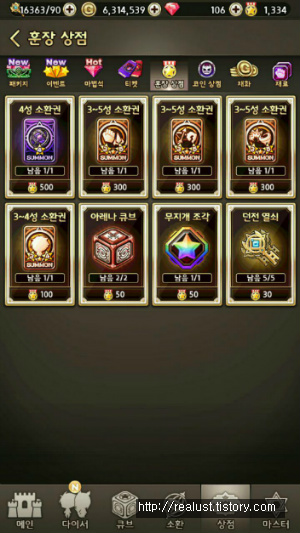 16363/90 6,314,539 100 1,334
훈장 상점
New New Hot
패키지 이벤트 마법석 티켓 훈장 상점 코인 상점 재화 재료
4성 소환권 3~5성 소환권 3~5성 소환권 3~5성 소환권
SUMMON SUMMON SUMMON SUMMON
남음 1/1 남음 1/1 남음 1/1 남음 1/1
500 300 300 300
3~4성 소환권 아레나 큐브 무지개 조각 던전 열쇠
SUMMON
남음 1/1 남음 2/2 남음 1/1 남음 5/5
100 50 50 30
N
메인 다이서 큐브 소환 상점 마스터
http://realust.tistory.com